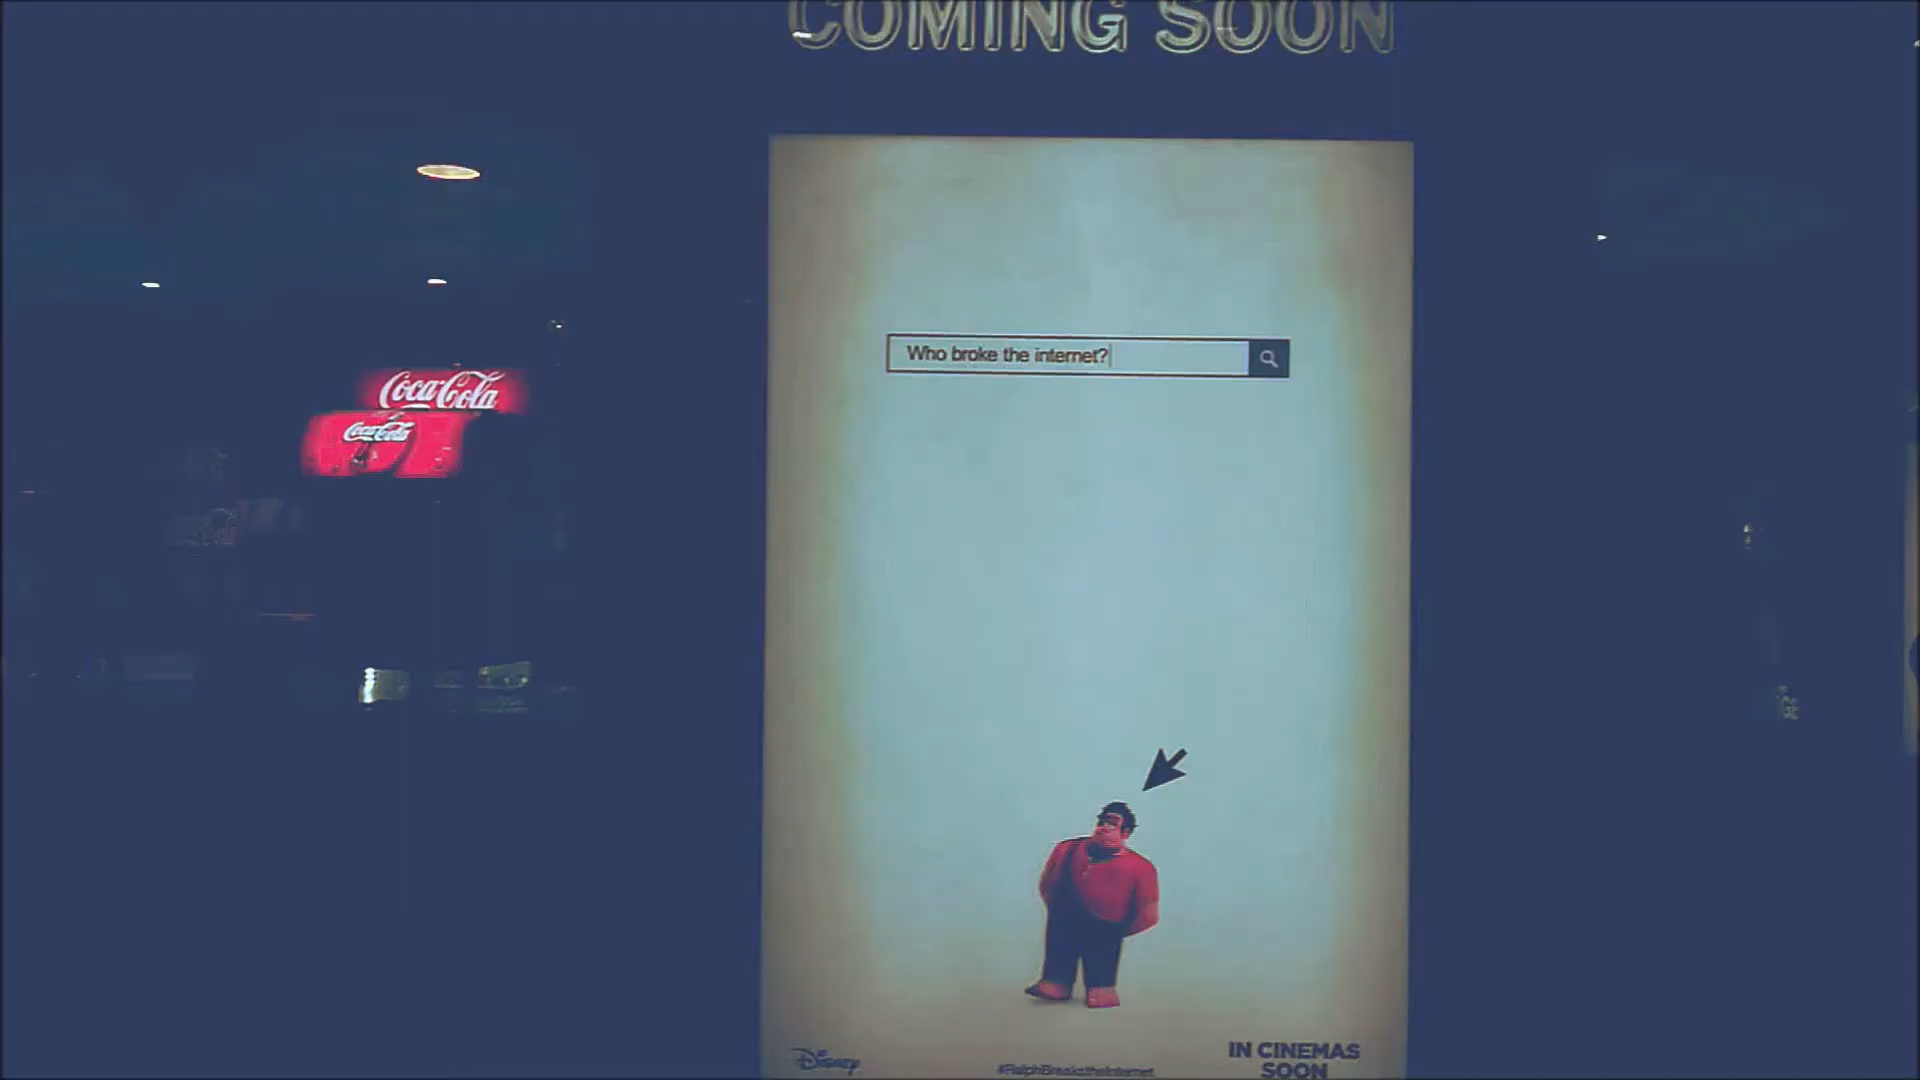 COMING SOON
Who broke the internet?
Coca-Cola
Coca-Cola
Disney
#RalphBreakstheInternet
IN CINEMAS
SOON